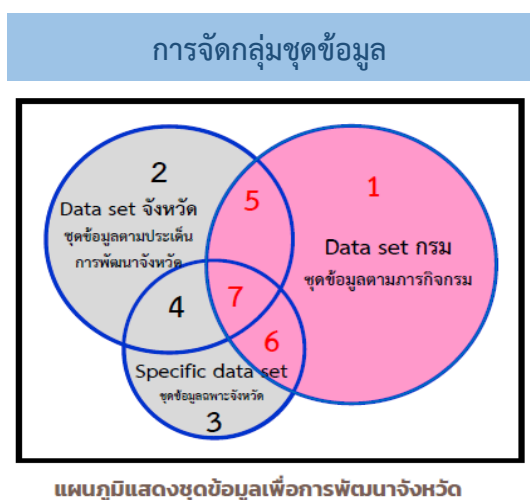 การจัดกลุ่มชุดข้อมูล
2
5
1
Data set จังหวัด
ชุดข้อมูลตามประเด็น
การพัฒนาจังหวัด
Data set กรม
ชุดข้อมูลตามภารกิจกรม
4
7
6
Specific data set
ชุดข้อมูลเฉพาะจังหวัด
3
แผนภูมิแสดงชุดข้อมูลเพื่อการพัฒนาจังหวัด